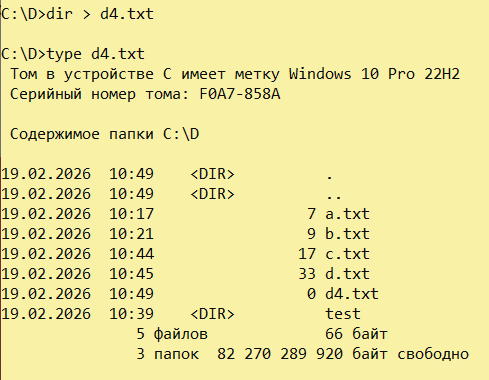 C:\D>dir > d4.txt

C:\D>type d4.txt
 Том в устройстве C имеет метку Windows 10 Pro 22H2
 Серийный номер тома: F0A7-858A

 Содержимое папки C:\D

19.02.2026  10:49    <DIR>          .
19.02.2026  10:49    <DIR>          ..
19.02.2026  10:17                 7 a.txt
19.02.2026  10:21                 9 b.txt
19.02.2026  10:44                17 c.txt
19.02.2026  10:45                33 d.txt
19.02.2026  10:49                 0 d4.txt
19.02.2026  10:39    <DIR>          test
               5 файлов             66 байт
               3 папок  82 270 289 920 байт свободно